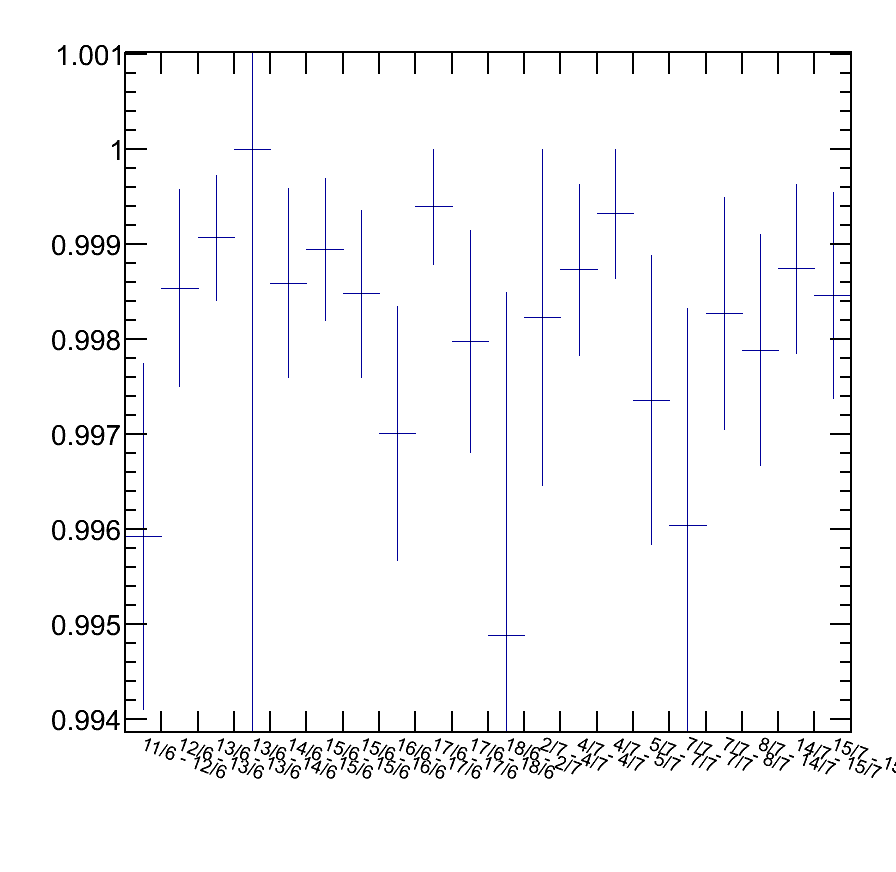 1.001
1
0.999
0.998
0.997
0.996
0.995
0.994
11/6 - 12/6
12/6 - 13/6
13/6 - 13/6
13/6 - 14/6
14/6 - 15/6
15/6 - 15/6
15/6 - 16/6
16/6 - 17/6
17/6 - 17/6
17/6 - 18/6
18/6 - 2/7
2/7 - 4/7
4/7 - 4/7
4/7 - 5/7
5/7 - 7/7
7/7 - 7/7
7/7 - 8/7
8/7 - 14/7
14/7 - 15/7
15/7 -